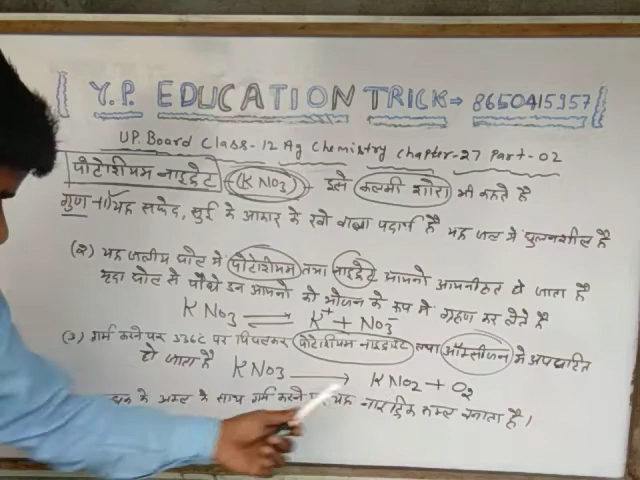 Y.P. EDUCATION TRICK→ 8650415957
U.P. Board Class-12 Ag Chemistry Chapter-27 Part-02
पोटेशियम नाइट्रेट (KNO3) - इसे कलमी शोरा भी कहते है
गुण → (1) यह सफेद, सुई के आकार के रवो वाला पदार्थ है यह जल मे घुलनशील है
(२) यह जलीय घोल मे पोटेशियम तथा नाइट्रेट आयनो आयनीकृत हो जाता है
मृदा घोल से पौधे इन आयनो को भोजन के रूप मे ग्रहण कर लेते है
KNO3 ⇌ K+ + NO3-
(3) गर्म करने पर 336℃ पर पिघलकर पोटेशियम नाइट्राइट तथा ऑक्सीजन मे अपघटित
हो जाता है KNO3 → KNO2 + O2
के अम्ल के साथ गर्म करने पर यह नाइट्रिक अम्ल बनाता है।